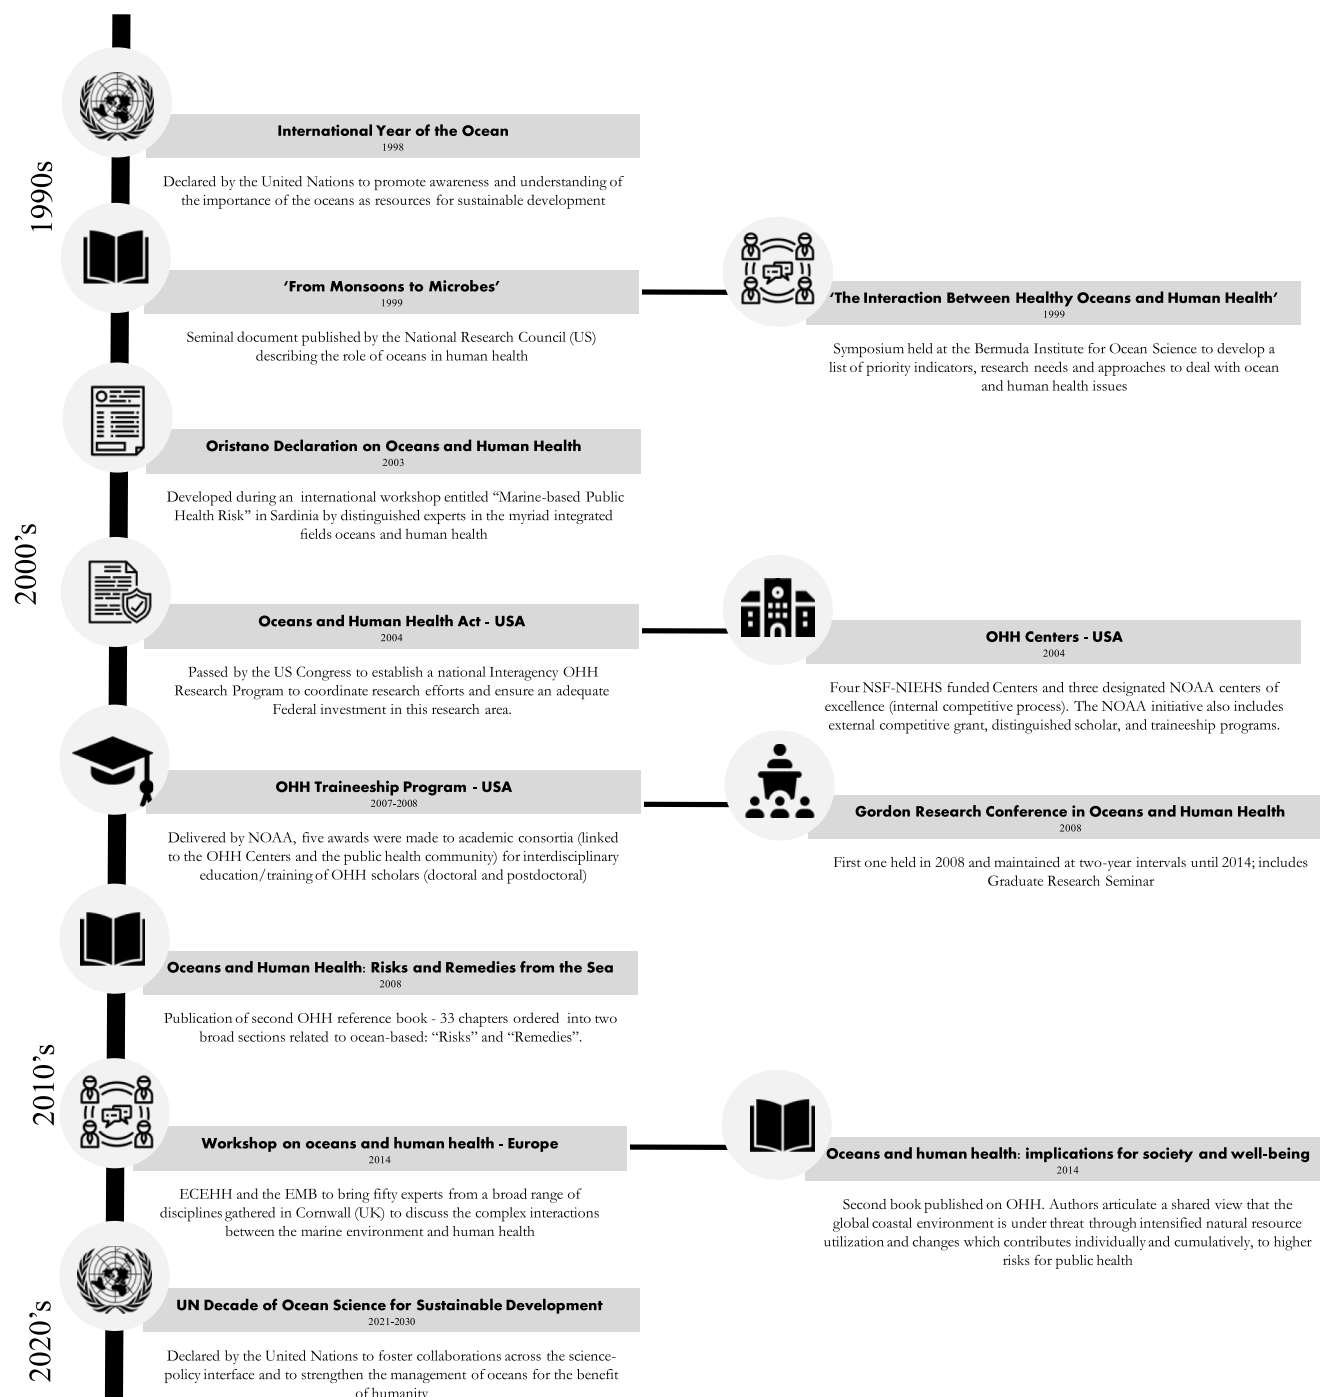 1990s
International Year of the Ocean
1998
Declared by the United Nations to promote awareness and understanding of
the importance of the oceans as resources for sustainable development
‘From Monsoons to Microbes’
1999
Seminal document published by the National Research Council (US)
describing the role of oceans in human health
‘The Interaction Between Healthy Oceans and Human Health’
1999
Symposium held at the Bermuda Institute for Ocean Science to develop a
list of priority indicators, research needs and approaches to deal with ocean
and human health issues
2000’s
Oristano Declaration on Oceans and Human Health
2003
Developed during an international workshop entitled “Marine-based Public
Health Risk” in Sardinia by distinguished experts in the myriad integrated
fields oceans and human health
Oceans and Human Health Act - USA
2004
Passed by the US Congress to establish a national Interagency OHH
Research Program to coordinate research efforts and ensure an adequate
Federal investment in this research area.
OHH Centers - USA
2004
Four NSF-NIEHS funded Centers and three designated NOAA centers of
excellence (internal competitive process). The NOAA initiative also includes
external competitive grant, distinguished scholar, and traineeship programs.
OHH Traineeship Program - USA
2007-2008
Delivered by NOAA, five awards were made to academic consortia (linked
to the OHH Centers and the public health community) for interdisciplinary
education/training of OHH scholars (doctoral and postdoctoral)
Gordon Research Conference in Oceans and Human Health
2008
First one held in 2008 and maintained at two-year intervals until 2014; includes
Graduate Research Seminar
Oceans and Human Health: Risks and Remedies from the Sea
2008
Publication of second OHH reference book - 33 chapters ordered into two
broad sections related to ocean-based: “Risks” and “Remedies”.
2010’s
Workshop on oceans and human health - Europe
2014
ECEHH and the EMB to bring fifty experts from a broad range of
disciplines gathered in Cornwall (UK) to discuss the complex interactions
between the marine environment and human health
Oceans and human health: implications for society and well-being
2014
Second book published on OHH. Authors articulate a shared view that the
global coastal environment is under threat through intensified natural resource
utilization and changes which contributes individually and cumulatively, to higher
risks for public health
2020’s
UN Decade of Ocean Science for Sustainable Development
2021-2030
Declared by the United Nations to foster collaborations across the science-
policy interface and to strengthen the management of oceans for the benefit
of humanity